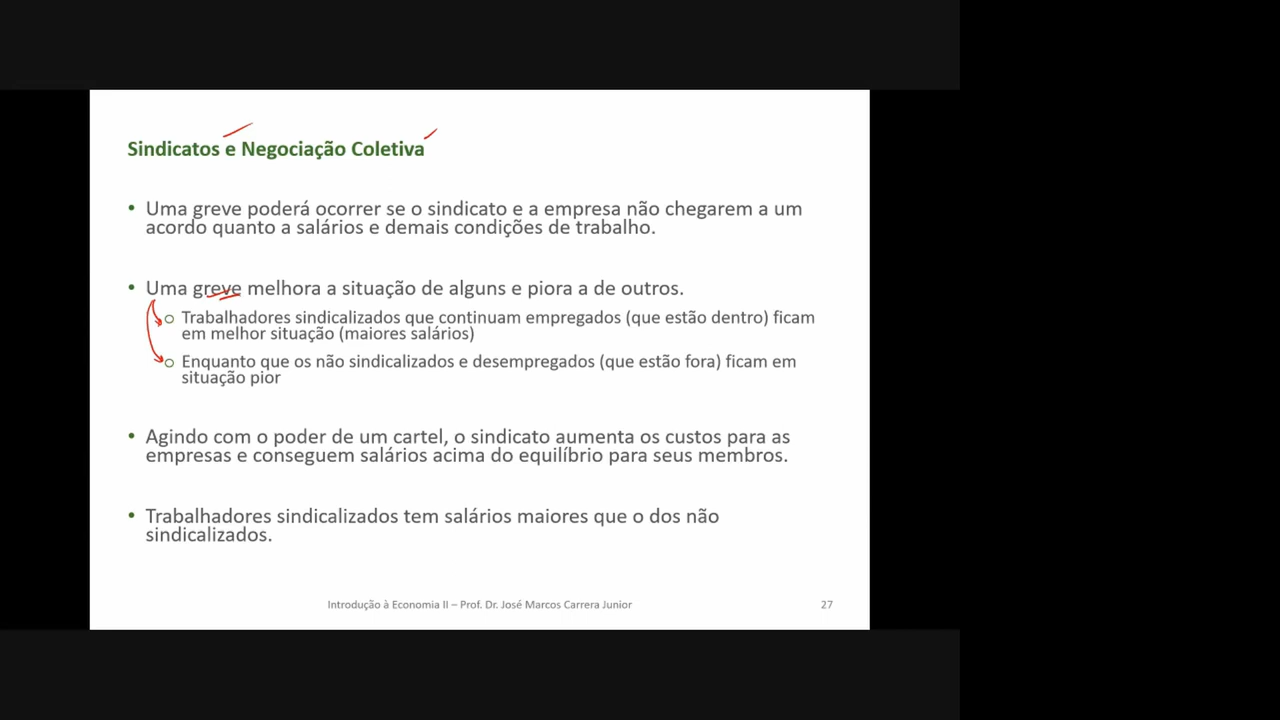 Sindicatos e Negociação Coletiva
• Uma greve poderá ocorrer se o sindicato e a empresa não chegarem a um
acordo quanto a salários e demais condições de trabalho.
• Uma greve melhora a situação de alguns e piora a de outros.
o Trabalhadores sindicalizados que continuam empregados (que estão dentro) ficam
em melhor situação (maiores salários)
o Enquanto que os não sindicalizados e desempregados (que estão fora) ficam em
situação pior
• Agindo com o poder de um cartel, o sindicato aumenta os custos para as
empresas e conseguem salários acima do equilíbrio para seus membros.
• Trabalhadores sindicalizados tem salários maiores que o dos não
sindicalizados.
Introdução à Economia II – Prof. Dr. José Marcos Carrera Junior
27